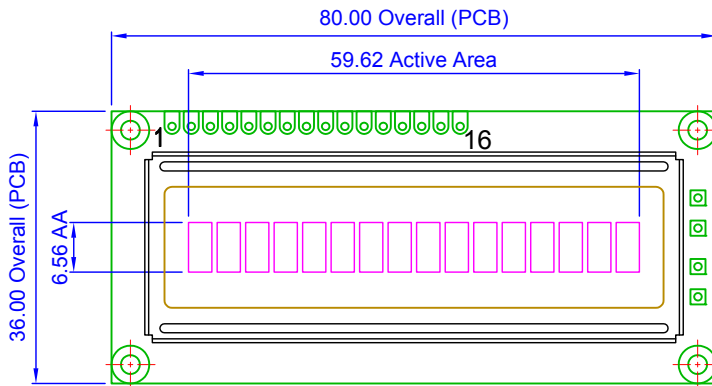 80.00 Overall (PCB)
59.62 Active Area
1
16
36.00 Overall (PCB)
6.56 AA